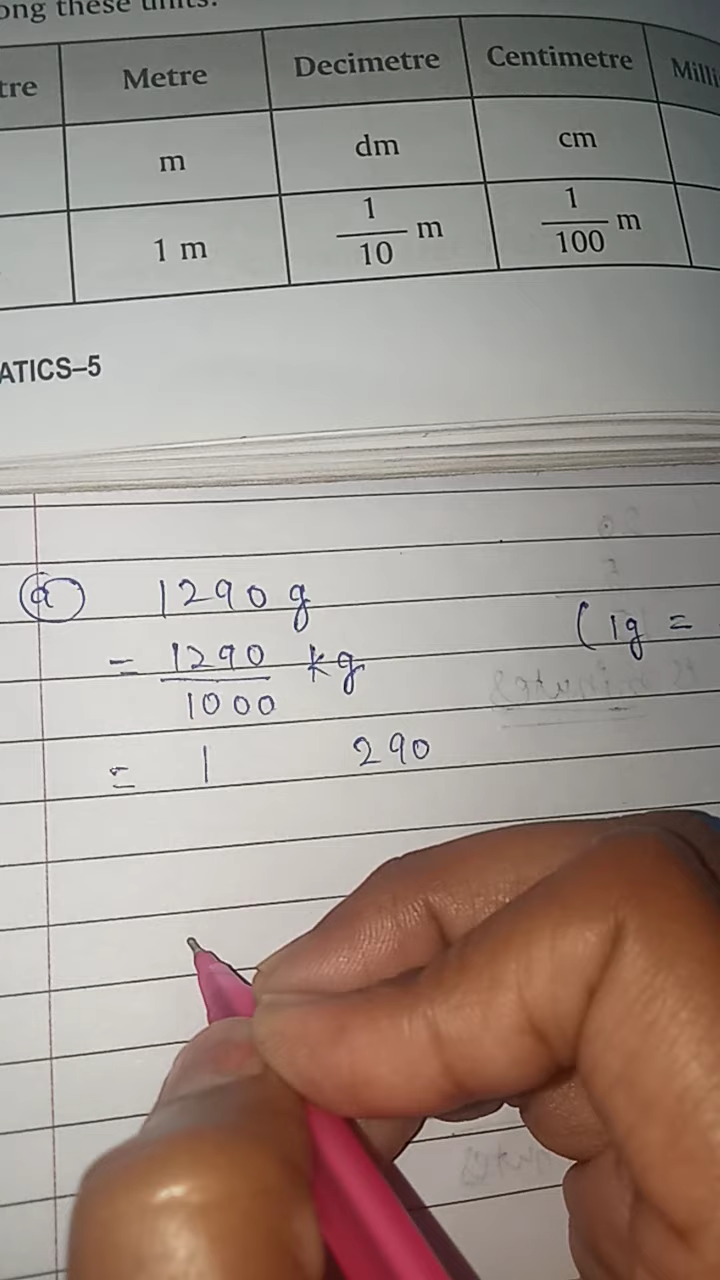 ong these units.
tre Metre Decimetre Centimetre Milli
m dm cm
1 m 1/10 m 1/100 m
ATICS–5
(a) 1290 g
= 1290/1000 kg (1g =
= 1 290